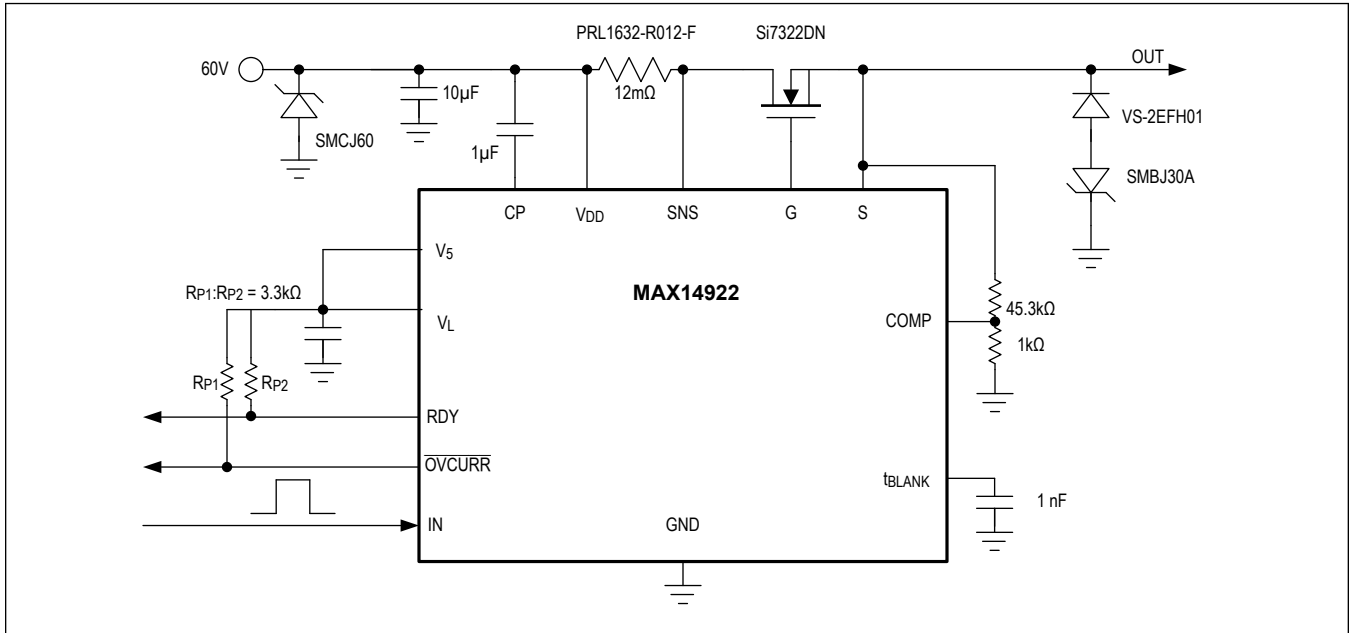 PRL1632-R012-F
Si7322DN
60V
OUT
10µF
12mΩ
VS-2EFH01
SMCJ60
1µF
SMBJ30A
CP
VDD
SNS
G
S
V5
MAX14922
RP1:RP2 = 3.3kΩ
45.3kΩ
VL
COMP
1kΩ
RP1
RP2
RDY
OVCURR
tBLANK
1 nF
IN
GND